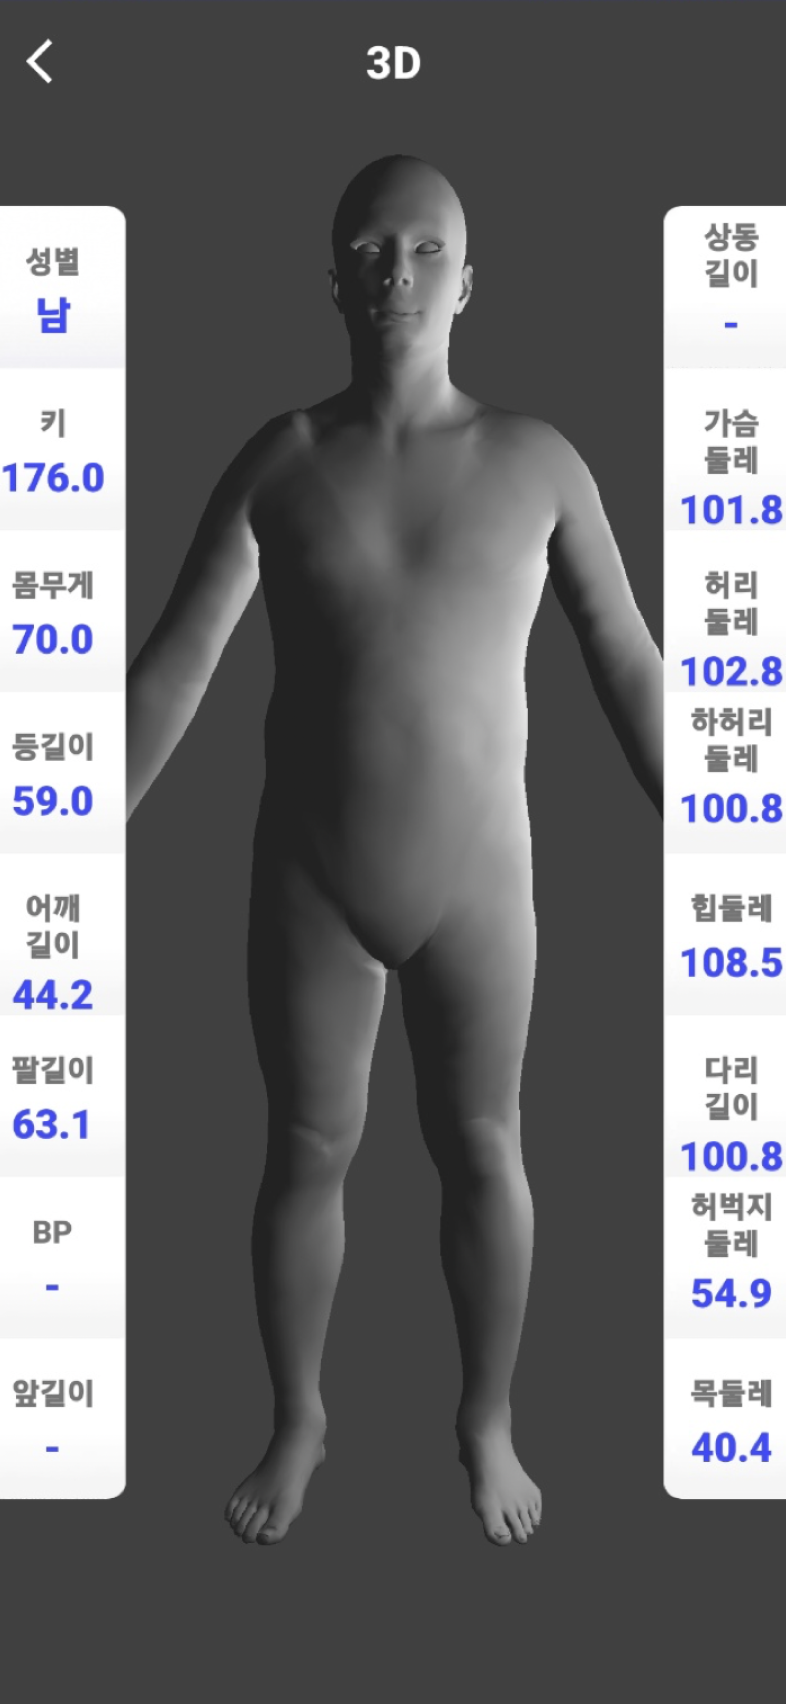 3D
성별
남
키
176.0
몸무게
70.0
등길이
59.0
어깨
길이
44.2
팔길이
63.1
BP
-
앞길이
-
상동
길이
-
가슴
둘레
101.8
허리
둘레
102.8
하허리
둘레
100.8
힙둘레
108.5
다리
길이
100.8
허벅지
둘레
54.9
목둘레
40.4